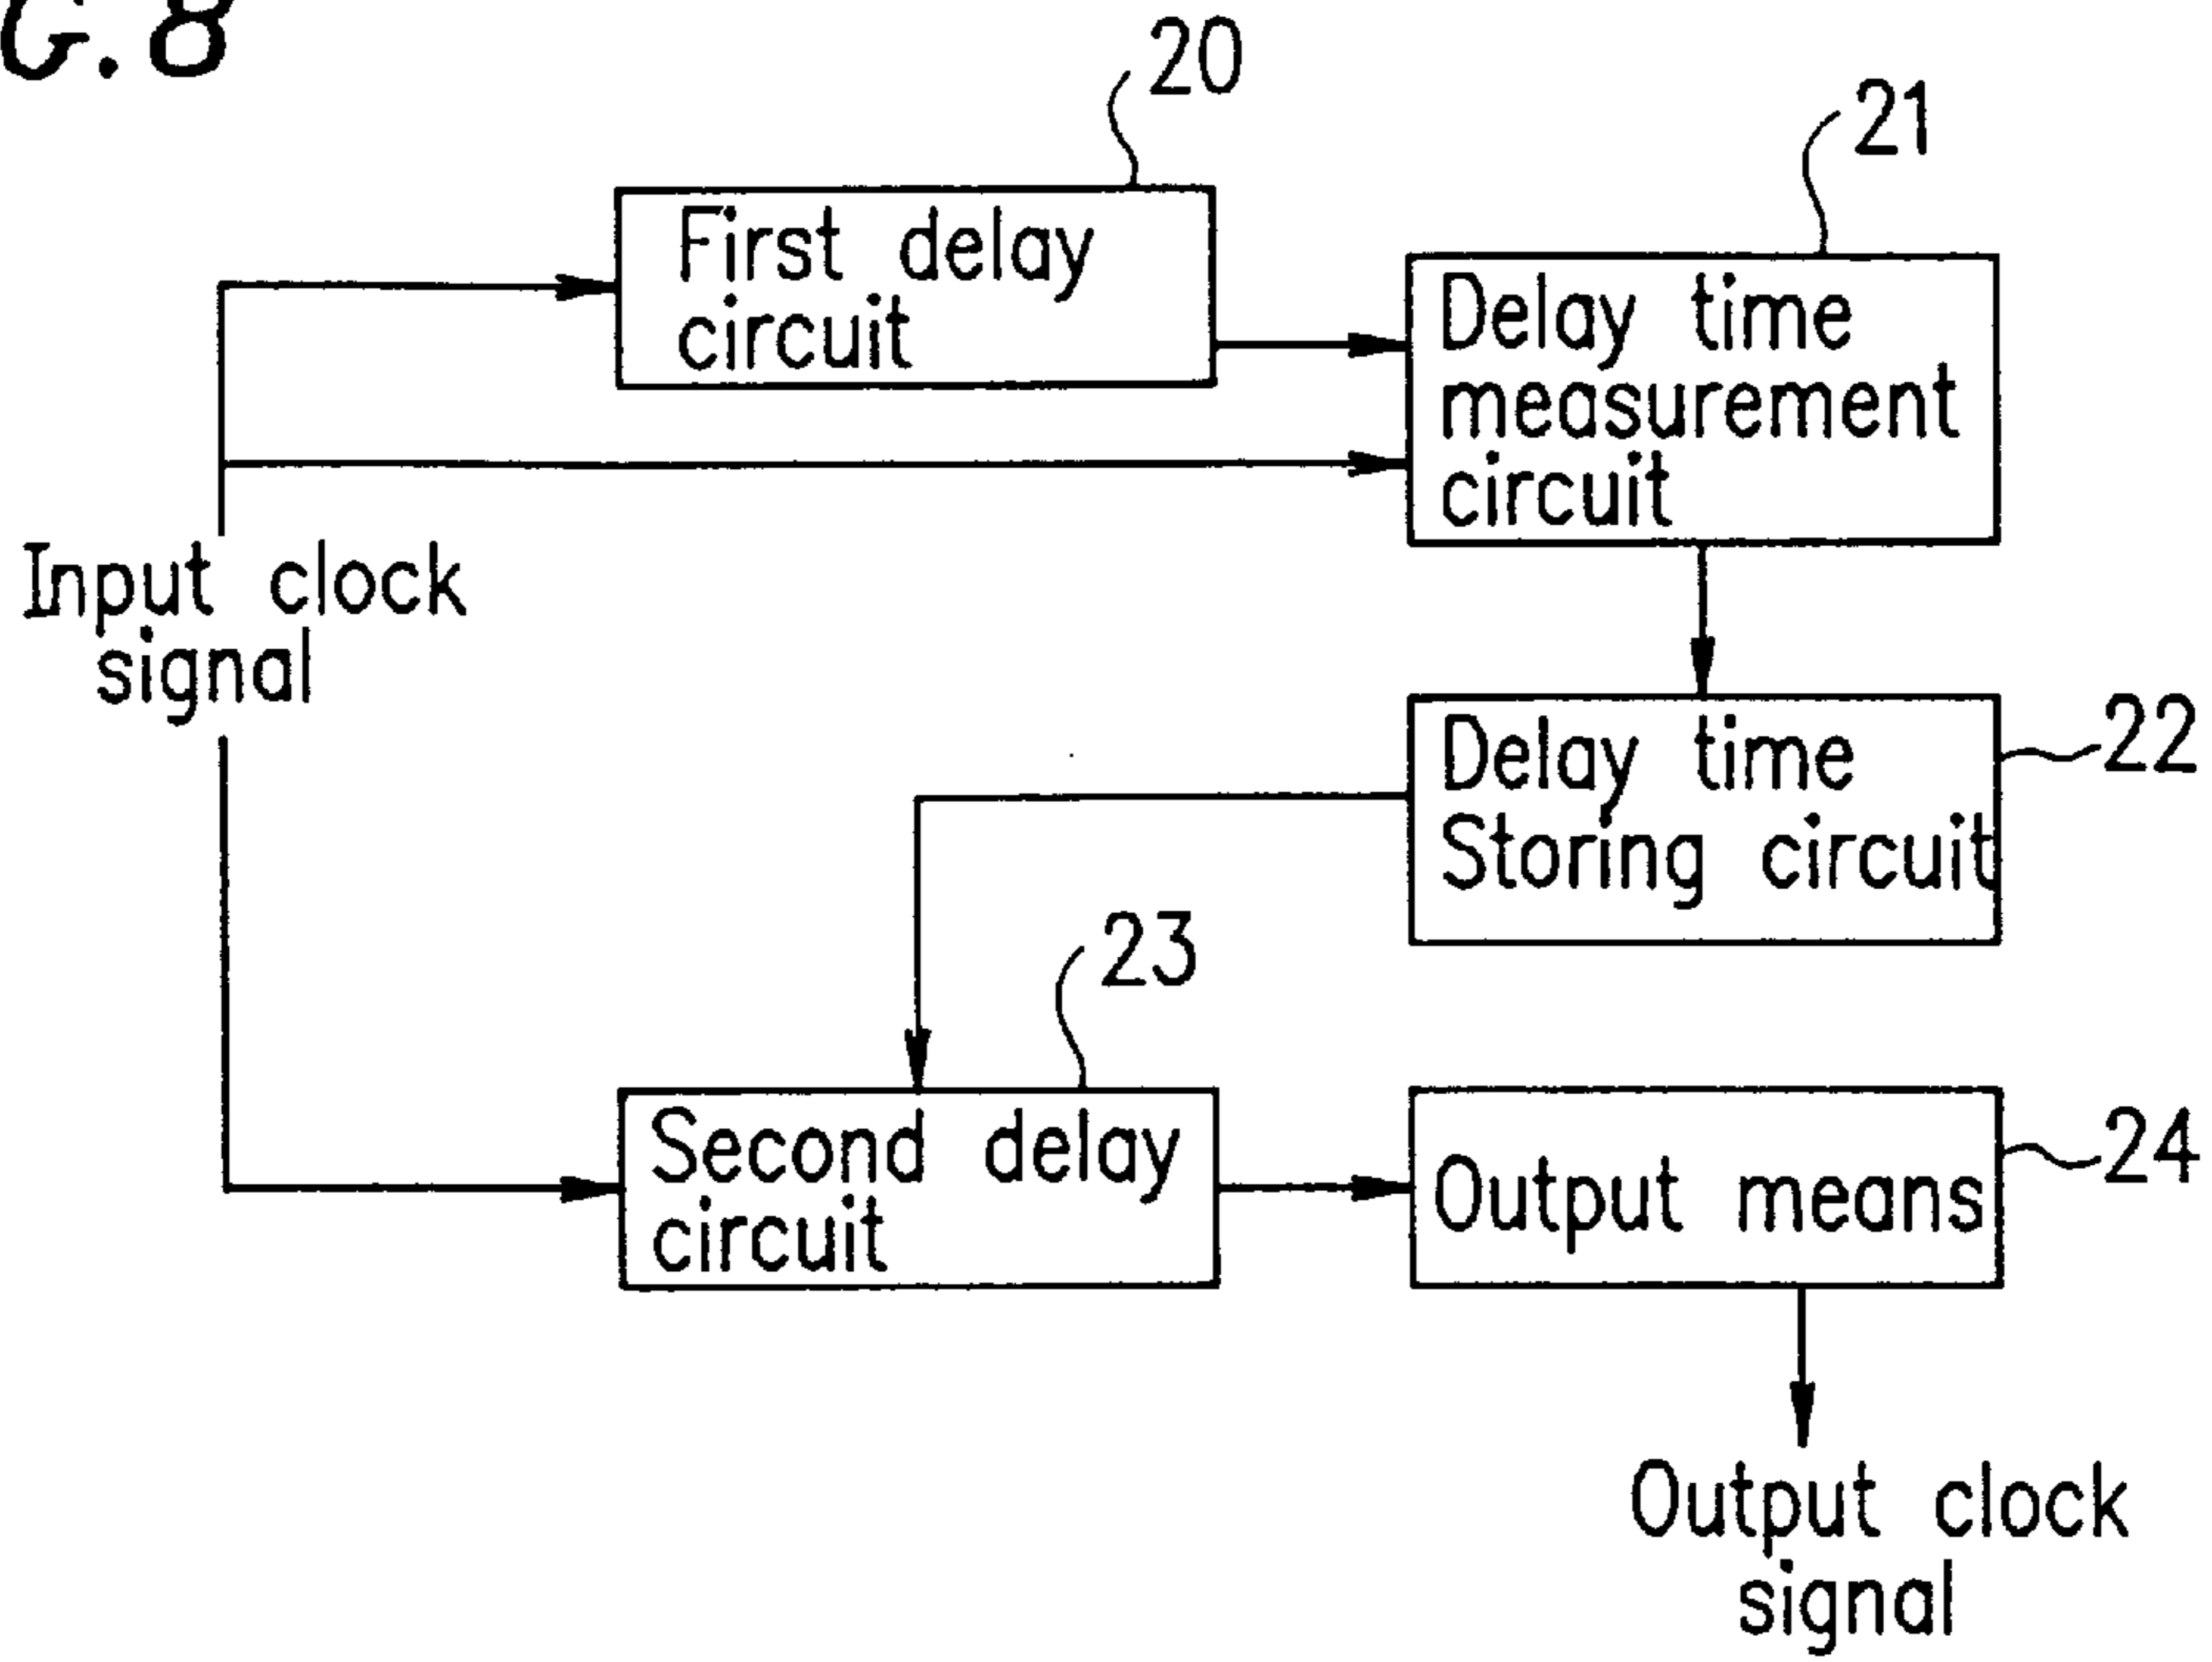 G. 8
20
First delay
circuit
21
Delay time
measurement
circuit
Input clock
signal
22
Delay time
Storing circuit
23
Second delay
circuit
24
Output means
Output clock
signal